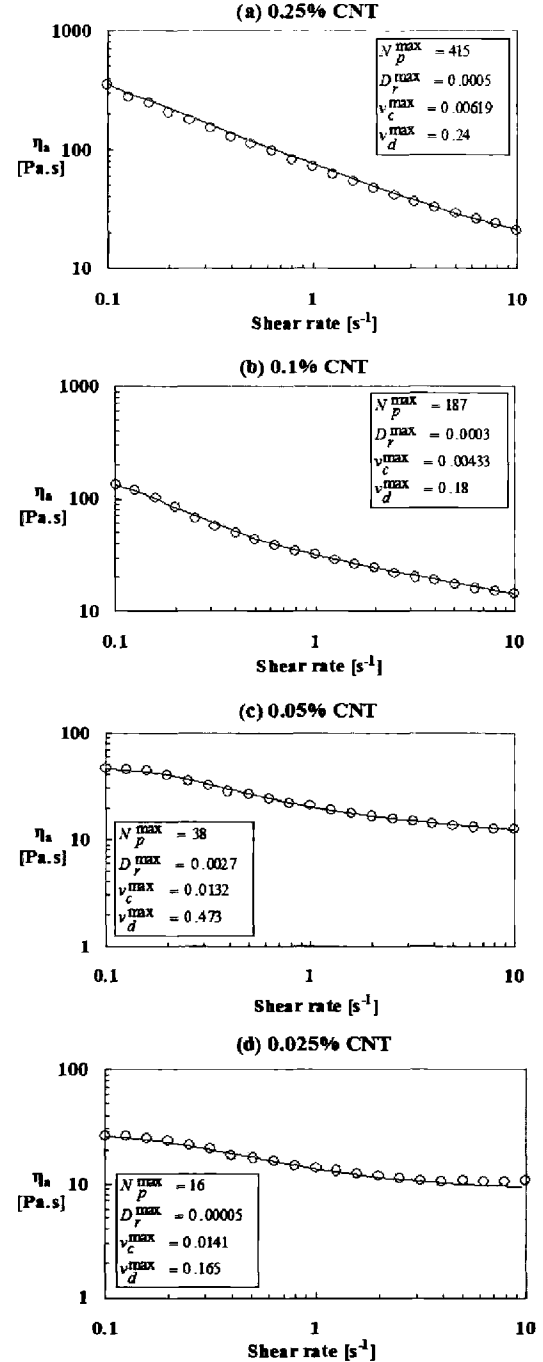 (a) 0.25% CNT
1000
N_p^max = 415
D_r^max = 0.0005
v_c^max = 0.00619
v_d^max = 0.24
ηa
[Pa.s]
100
10
0.1 1 10
Shear rate [s⁻¹]
(b) 0.1% CNT
1000
N_p^max = 187
D_r^max = 0.0003
v_c^max = 0.00433
v_d^max = 0.18
ηa
[Pa.s]
100
10
0.1 1 10
Shear rate [s⁻¹]
(c) 0.05% CNT
100
ηa
[Pa.s]
10
N_p^max = 38
D_r^max = 0.0027
v_c^max = 0.0132
v_d^max = 0.473
1
0.1 1 10
Shear rate [s⁻¹]
(d) 0.025% CNT
100
ηa
[Pa.s]
10
N_p^max = 16
D_r^max = 0.00005
v_c^max = 0.0141
v_d^max = 0.165
1
0.1 1 10
Shear rate [s⁻¹]